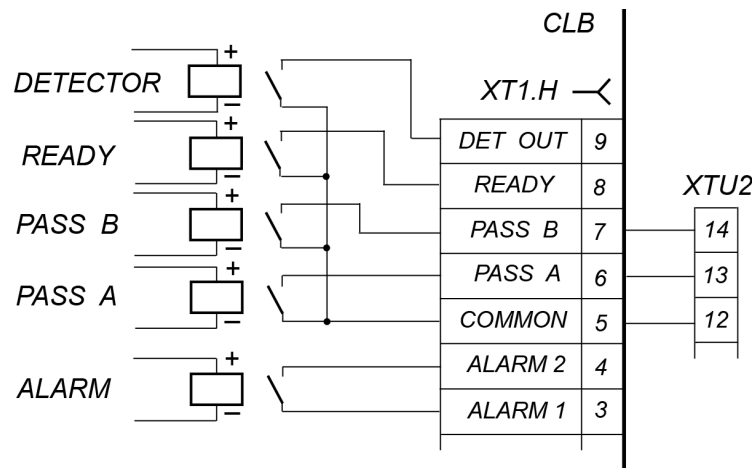 CLB
XT1.H
DETECTOR
+
−
DET OUT 9
READY
+
−
READY 8
XTU2
PASS B
+
−
PASS B 7
14
PASS A
+
−
PASS A 6
13
COMMON 5
12
ALARM
+
−
ALARM 2 4
ALARM 1 3